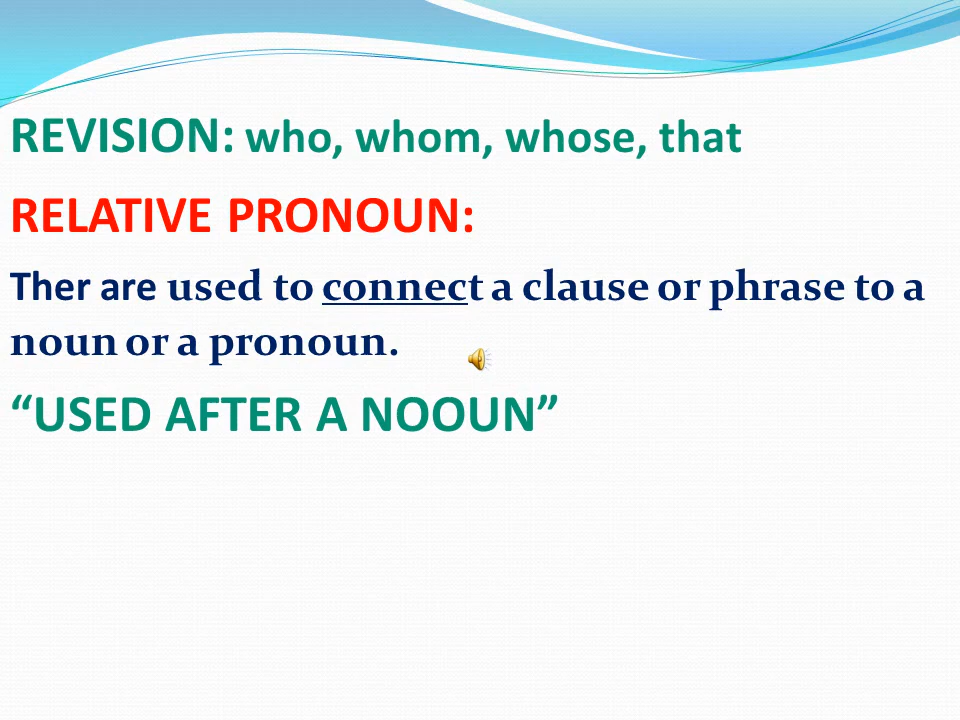 REVISION: who, whom, whose, that
RELATIVE PRONOUN:
Ther are used to connect a clause or phrase to a
noun or a pronoun.
“USED AFTER A NOOUN”